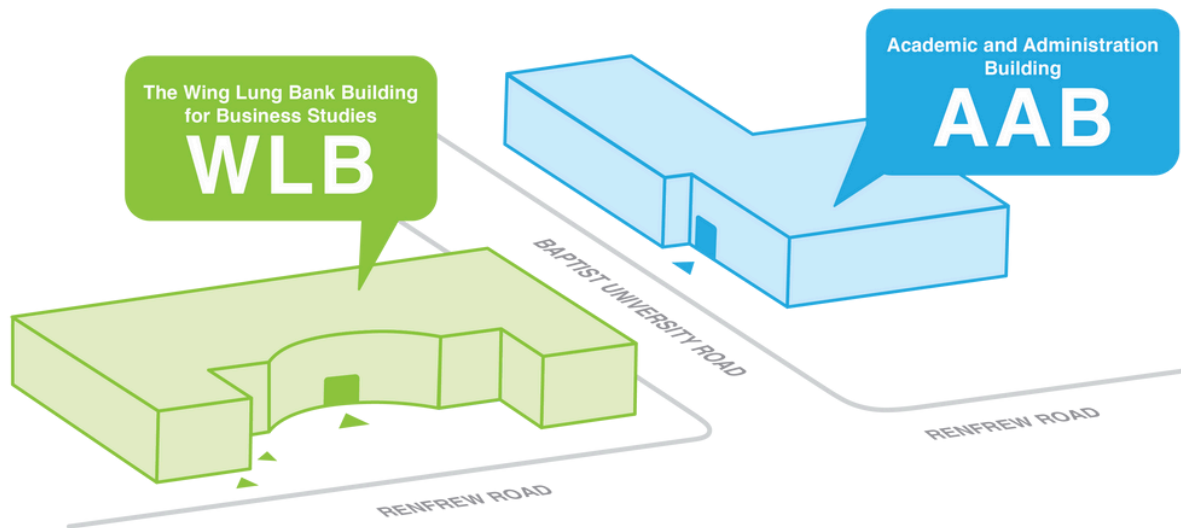 The Wing Lung Bank Building
for Business Studies
WLB
Academic and Administration
Building
AAB
BAPTIST UNIVERSITY ROAD
RENFREW ROAD
RENFREW ROAD